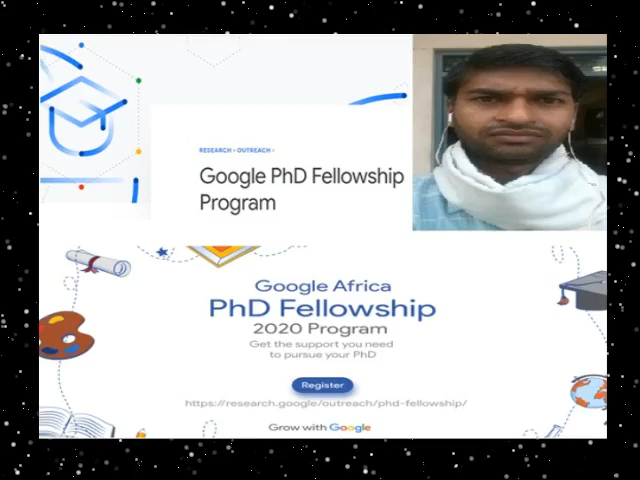 RESEARCH › OUTREACH ›
Google PhD Fellowship
Program
Google Africa
PhD Fellowship
2020 Program
Get the support you need
to pursue your PhD
Register
https://research.google/outreach/phd-fellowship/
Grow with Google